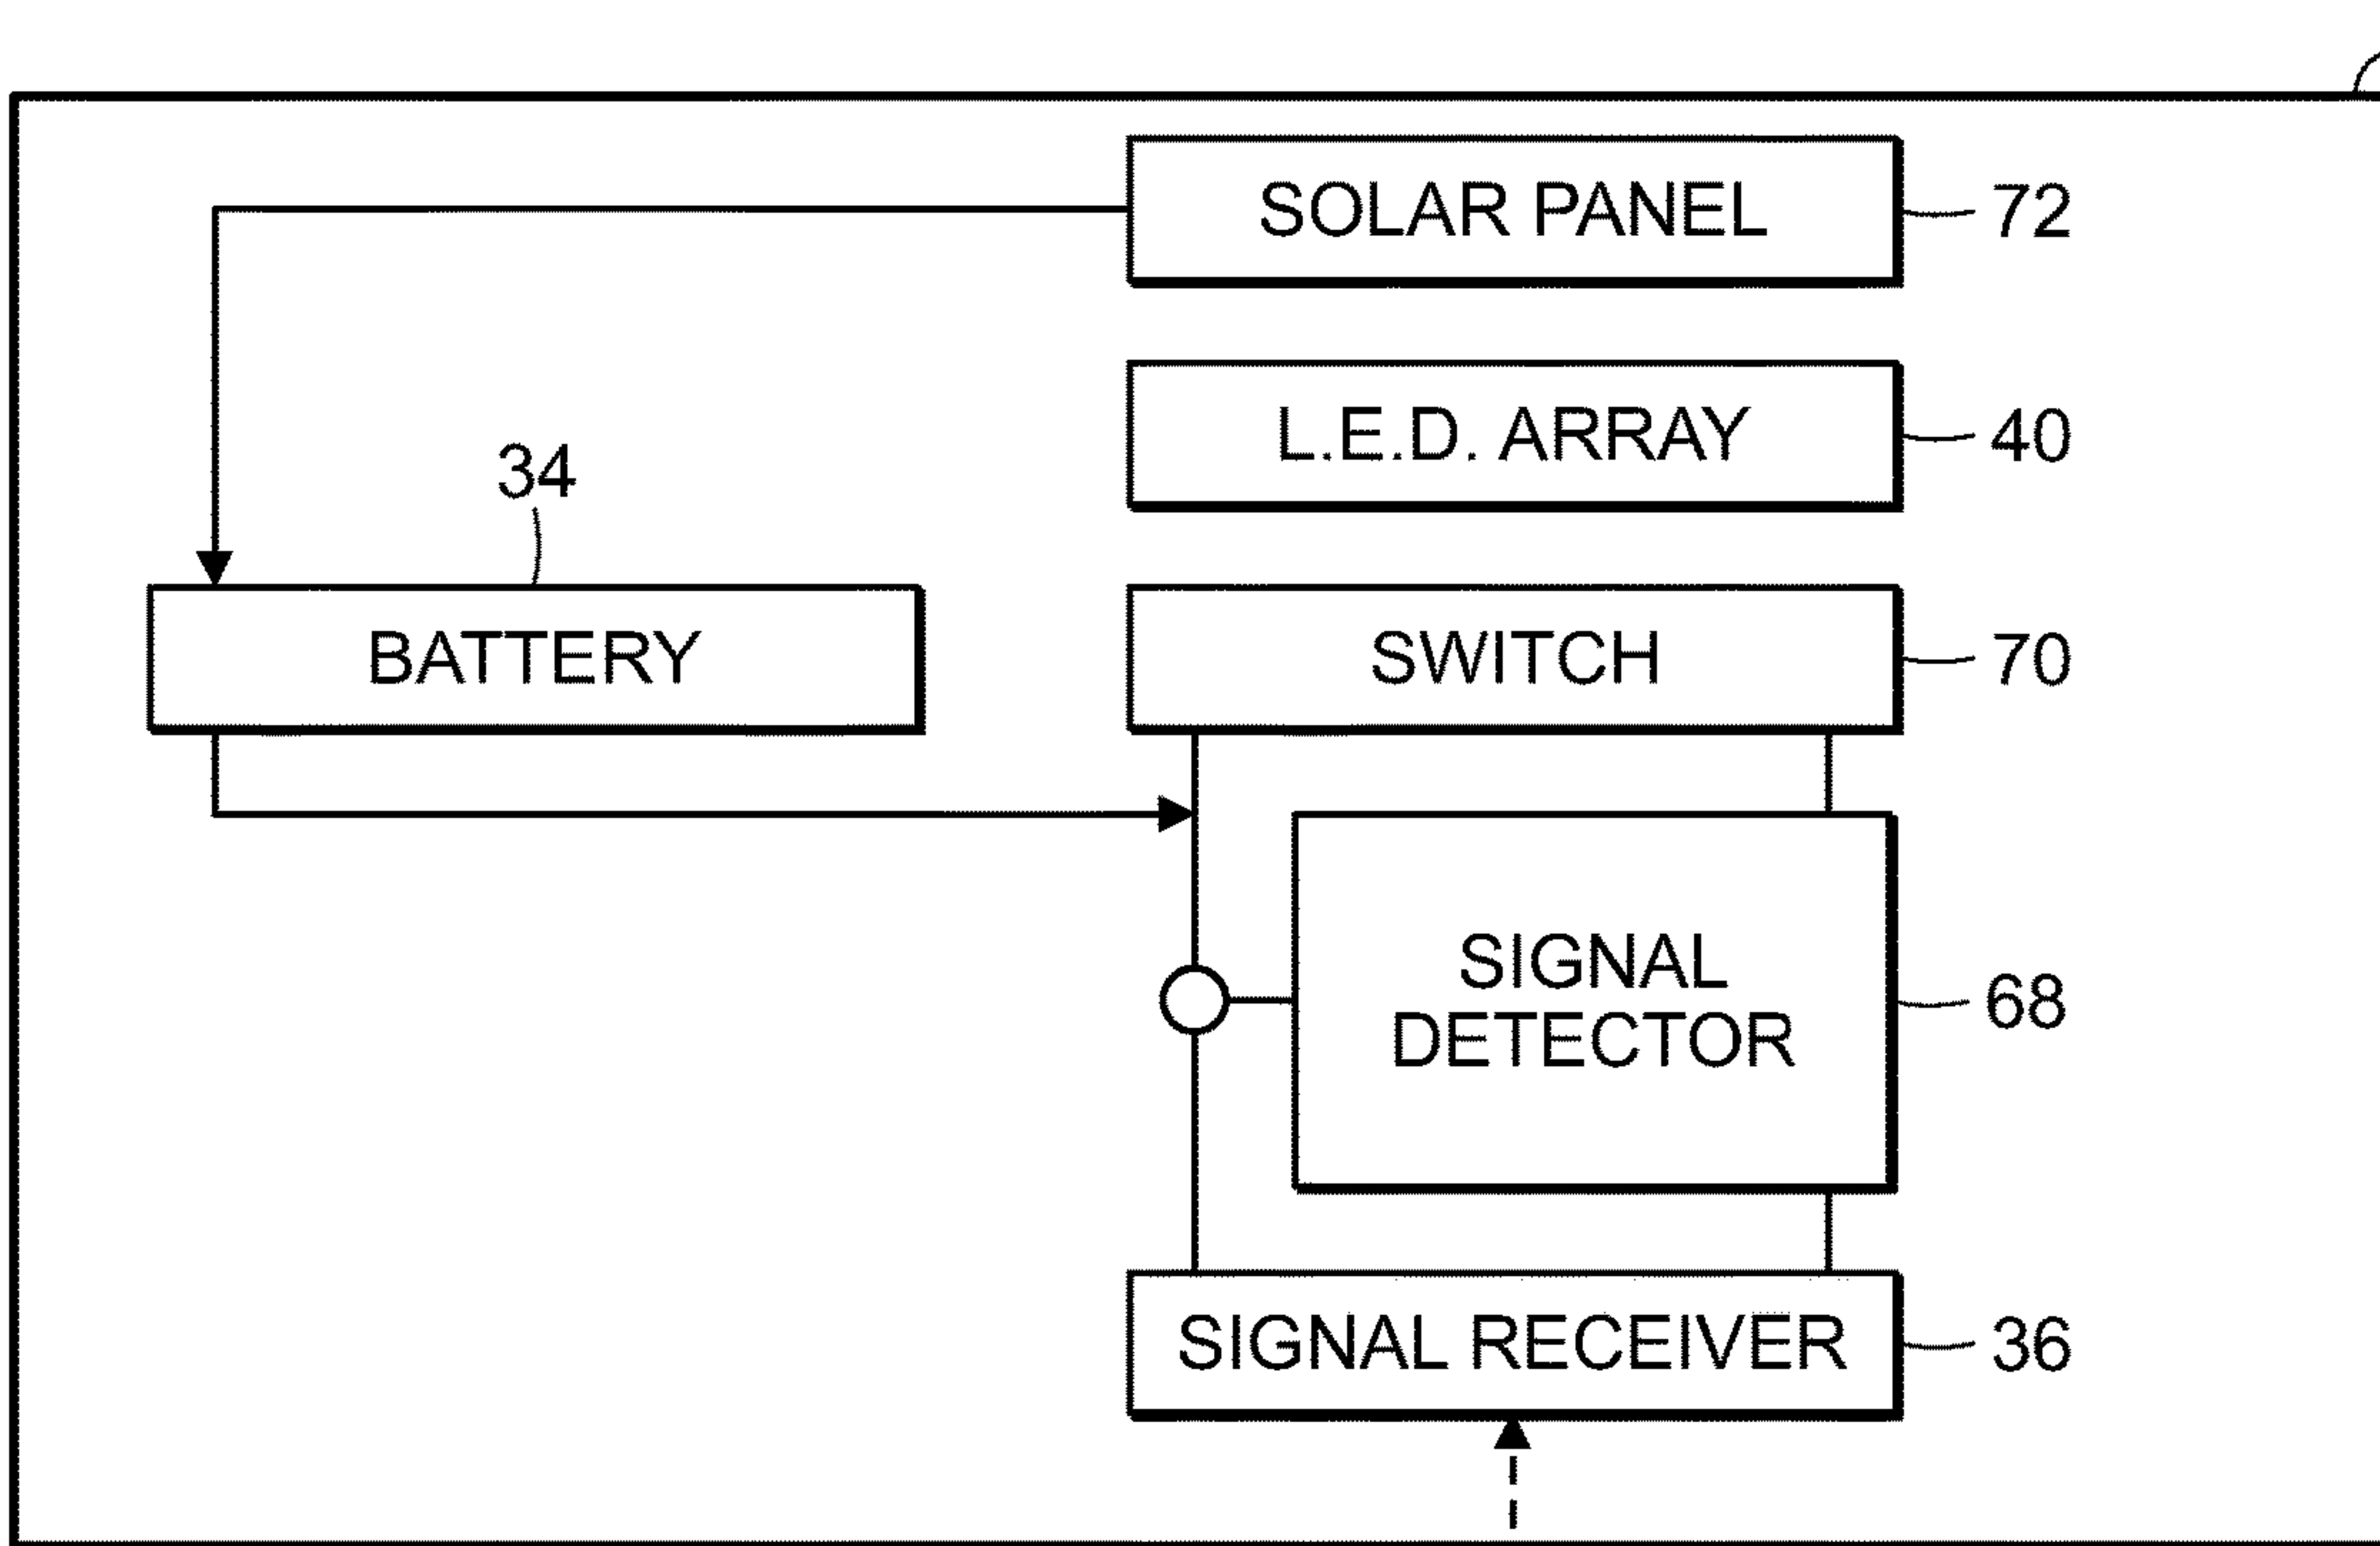 SOLAR PANEL
72
L.E.D. ARRAY
40
34
BATTERY
SWITCH
70
SIGNAL
DETECTOR
68
SIGNAL RECEIVER
36